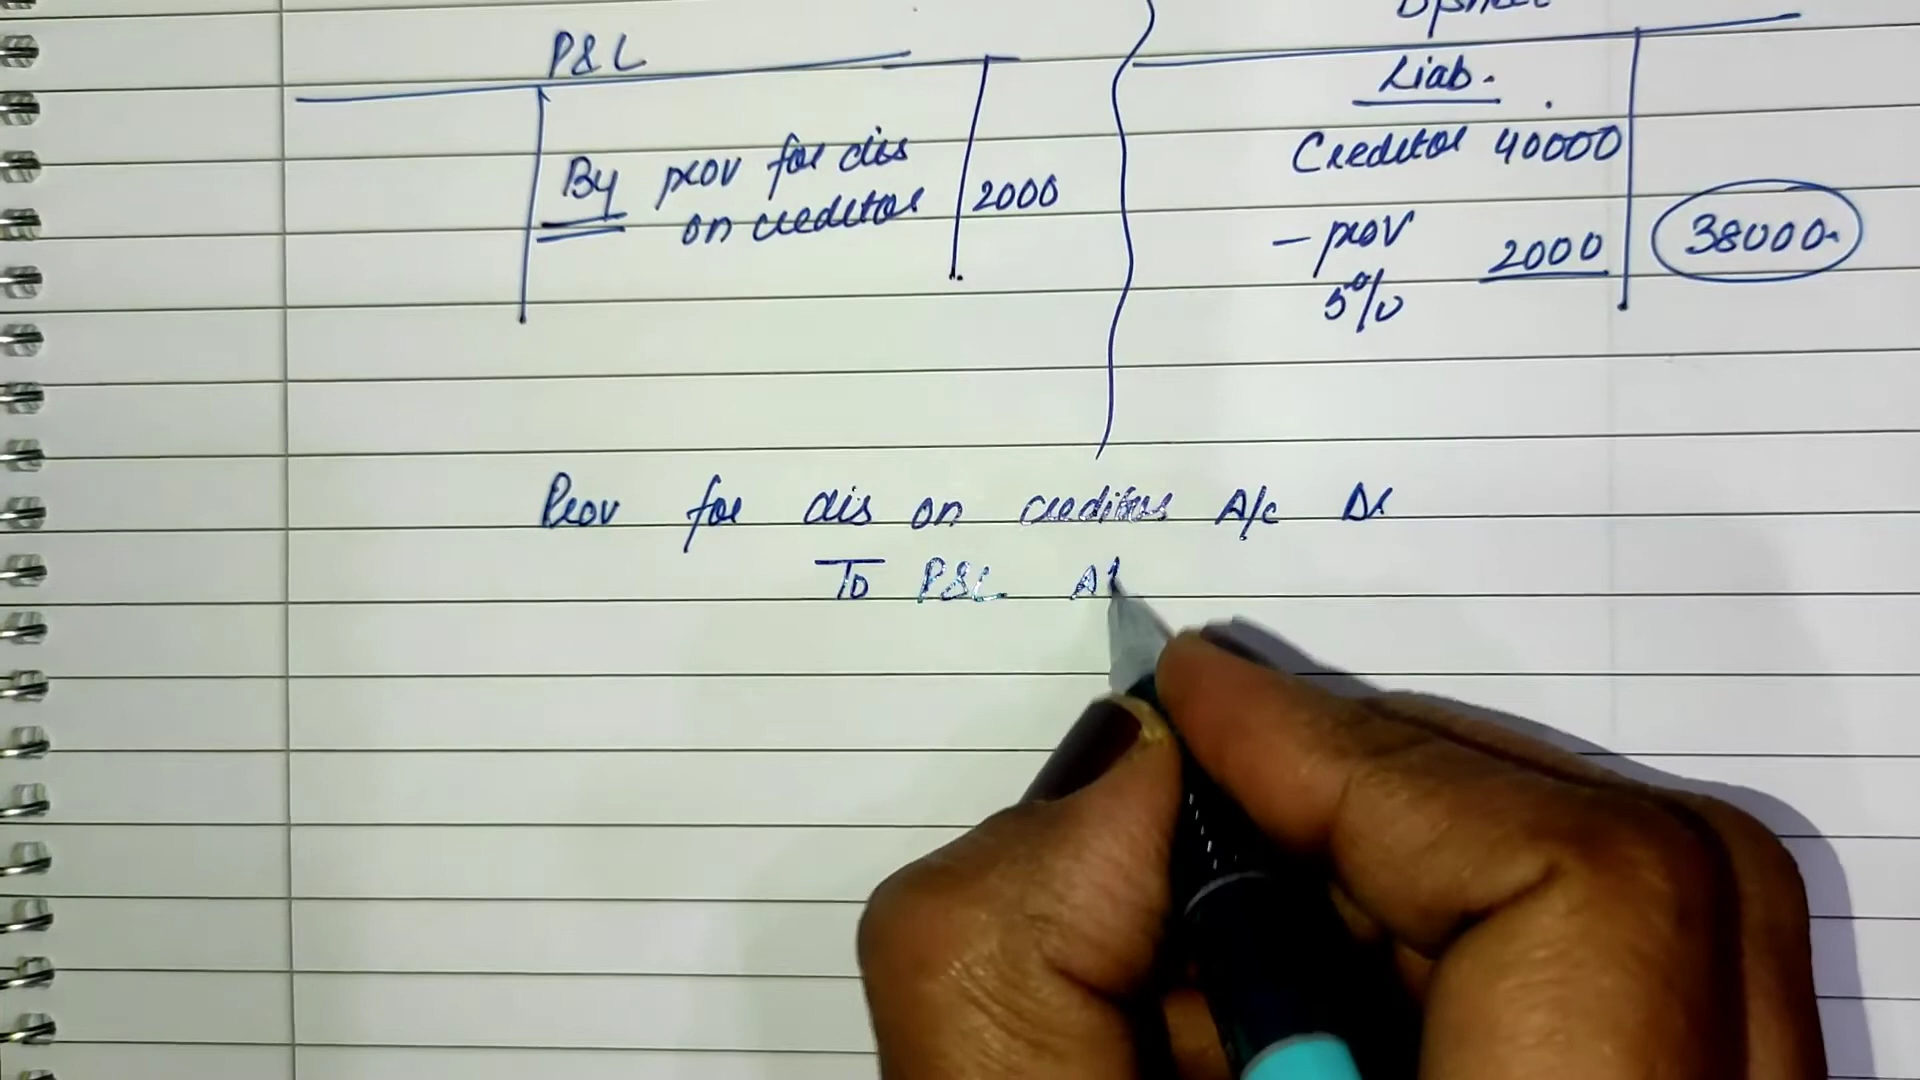 P&L
By prov for dis
on creditor 2000
Liab.
Creditor 40000
- prov 2000 38000
5%
Prov for dis on creditors A/c Dr
To P&L A/